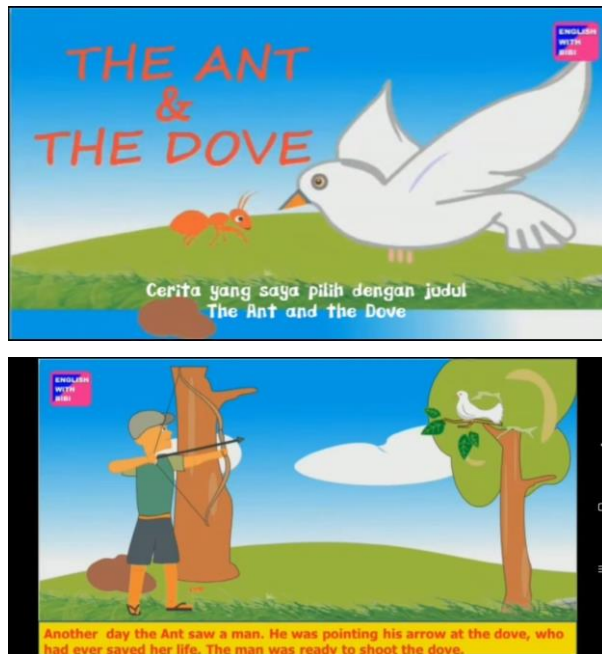 ENGLISH
WITH
BIBI
THE ANT
&
THE DOVE
Cerita yang saya pilih dengan judul
The Ant and the Dove
ENGLISH
WITH
BIBI
Another day the Ant saw a man. He was pointing his arrow at the dove, who
had ever saved her life. The man was ready to shoot the dove.